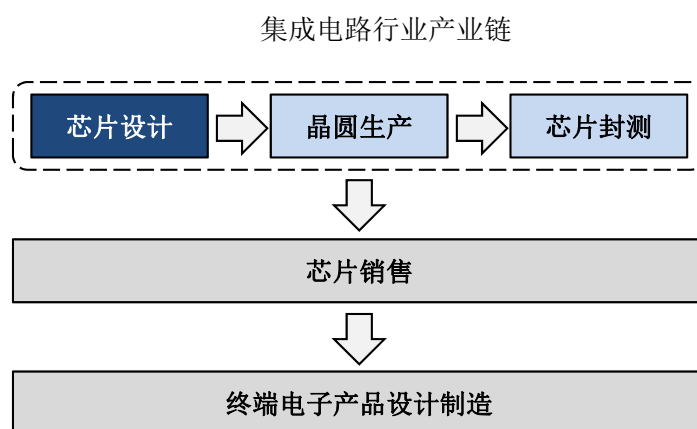 集成电路行业产业链
芯片设计
晶圆生产
芯片封测
芯片销售
终端电子产品设计制造